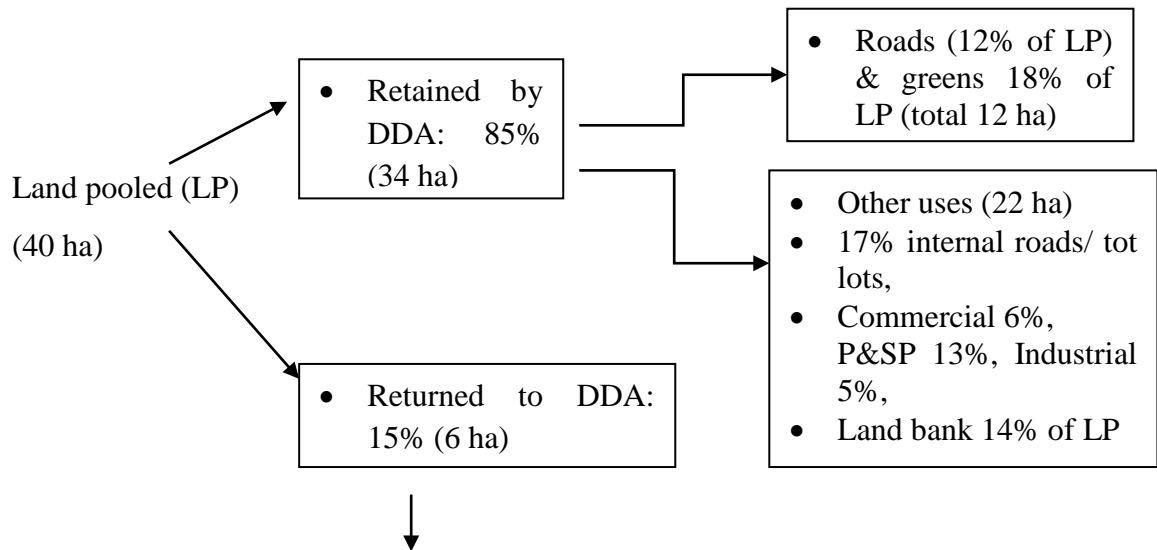 Land pooled (LP)
(40 ha)
• Retained by
DDA: 85%
(34 ha)
• Roads (12% of LP)
& greens 18% of
LP (total 12 ha)
• Other uses (22 ha)
• 17% internal roads/ tot
lots,
• Commercial 6%,
P&SP 13%, Industrial
5%,
• Land bank 14% of LP
• Returned to DDA:
15% (6 ha)